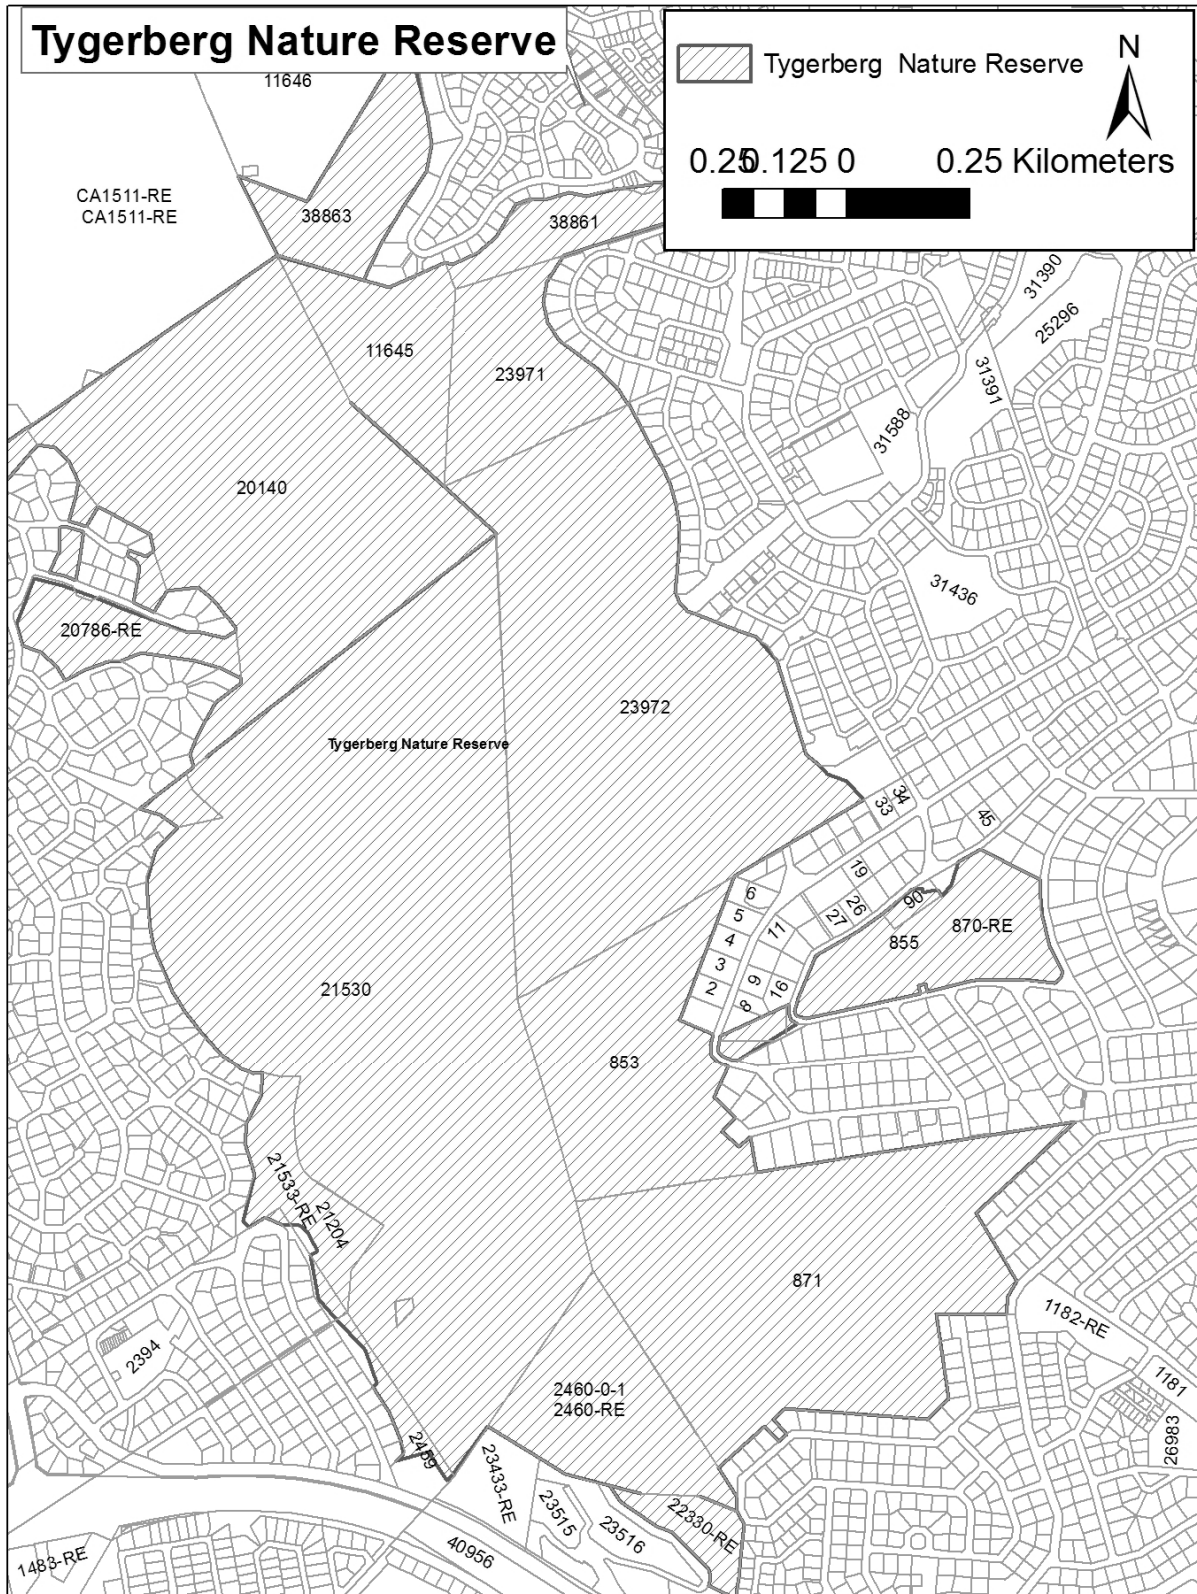 Tygerberg Nature Reserve
Tygerberg Nature Reserve
N
0.25 0.125 0 0.25 Kilometers
11646
CA1511-RE
CA1511-RE
38863
38861
31390
25296
11645
23971
31391
31588
20140
31436
20786-RE
23972
Tygerberg Nature Reserve
34
33
45
19
6
5
26
90
27
11
4
870-RE
855
3
9
16
2
8
21530
853
21533-RE
21204
871
1182-RE
2394
1181
2460-0-1
2460-RE
26983
2459
23433-RE
23515
23516
22330-RE
40956
1483-RE